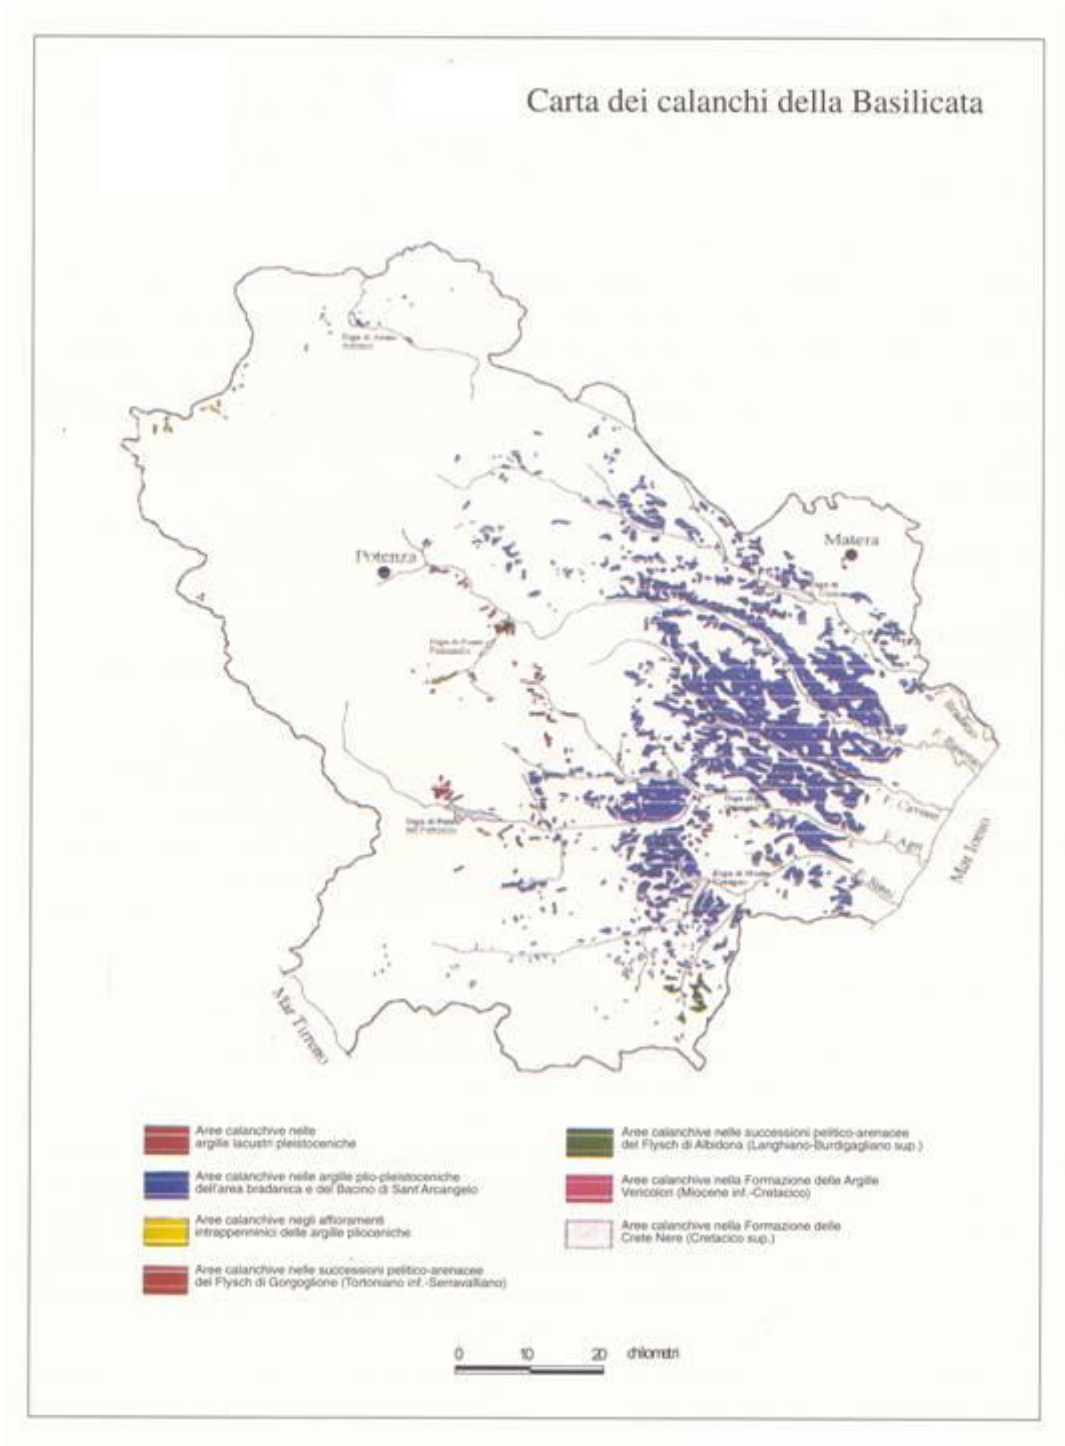 Carta dei calanchi della Basilicata
Potenza
Matera
Bradano
F. Basento
F. Cavone
F. Agri
F. Sinni
Mar Ionio
Mar Tirreno
Aree calanchive nelle
argille lacustri pleistoceniche
Aree calanchive nelle argille plio-pleistoceniche
dell'area bradanica e del Bacino di Sant'Arcangelo
Aree calanchive negli affioramenti
intrappenninici delle argille plioceniche
Aree calanchive nelle successioni pelitico-arenacee
del Flysch di Gorgoglione (Tortoniano inf.-Serravalliano)
Aree calanchive nelle successioni pelitico-arenacee
del Flysch di Albidona (Langhiano-Burdigagliano sup.)
Aree calanchive nella Formazione delle Argille
Varicolori (Miocene inf.-Cretacico)
Aree calanchive nella Formazione delle
Crete Nere (Cretacico sup.)
0 10 20 chilometri